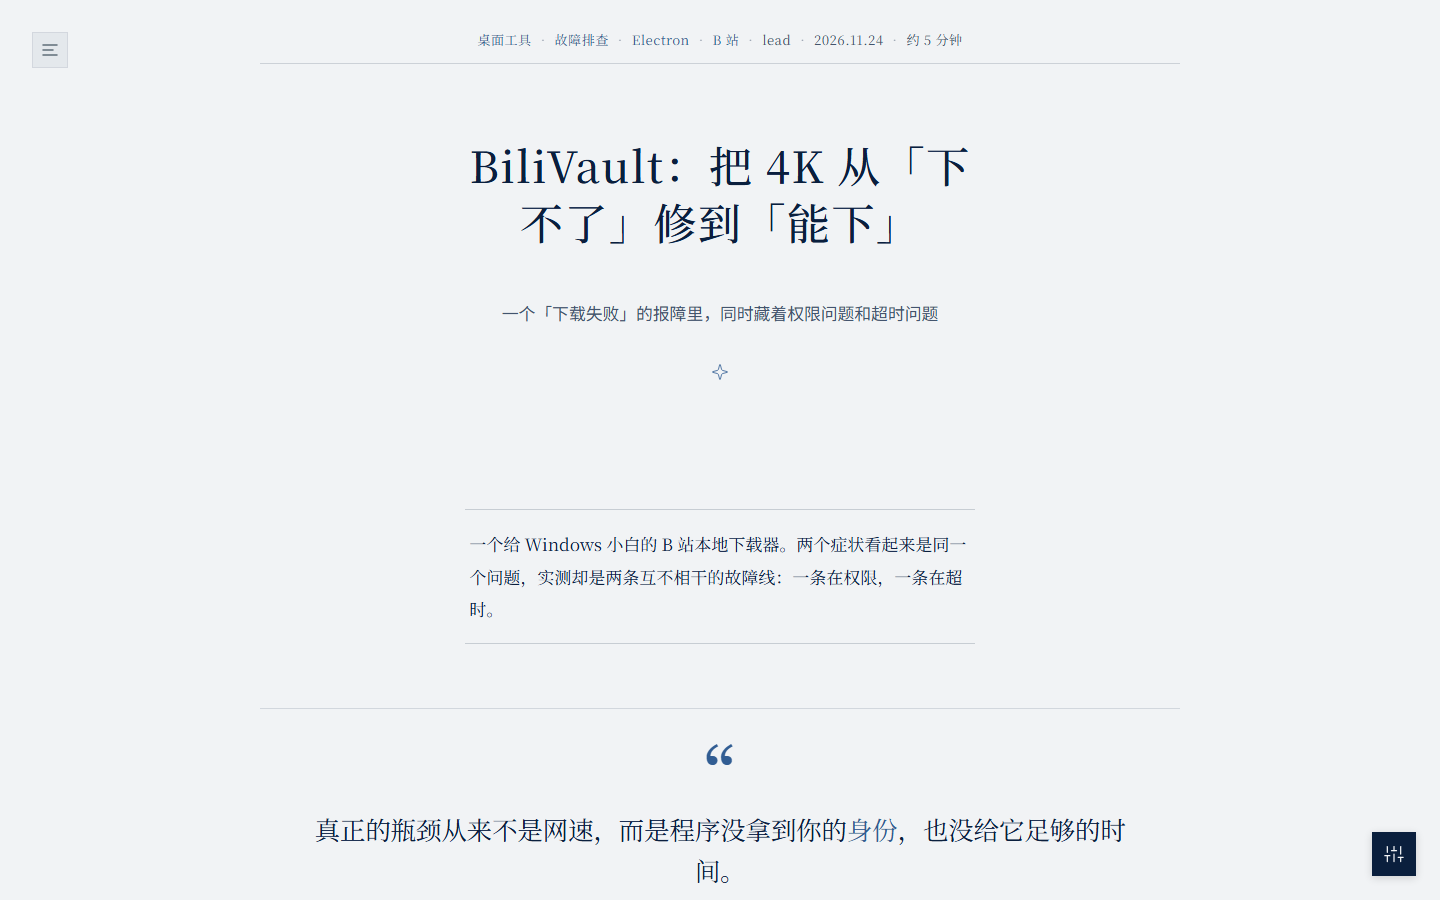 桌面工具 · 故障排查 · Electron · B 站 · lead · 2026.11.24 · 约 5 分钟
BiliVault：把 4K 从「下
不了」修到「能下」
一个「下载失败」的报障里，同时藏着权限问题和超时问题
一个给 Windows 小白的 B 站本地下载器。两个症状看起来是同一
个问题，实测却是两条互不相干的故障线：一条在权限，一条在超
时。
“
真正的瓶颈从来不是网速，而是程序没拿到你的身份，也没给它足够的时
间。